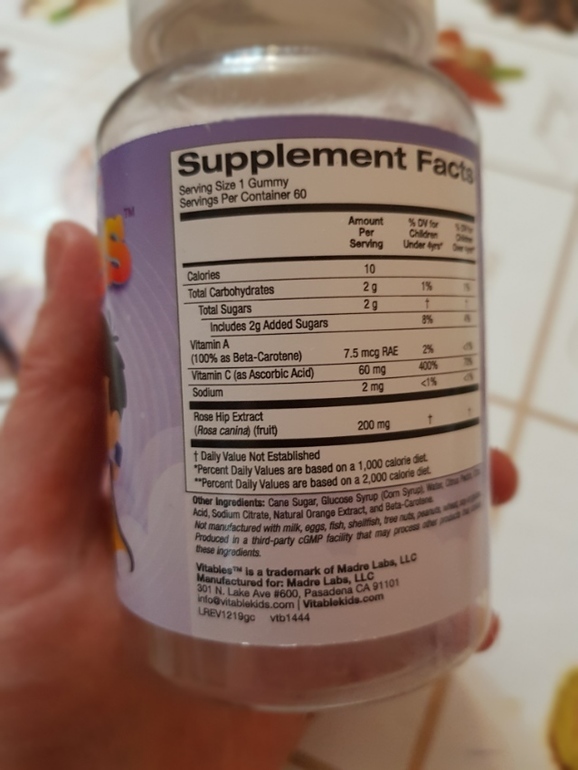 TM
Supplement Facts
Serving Size 1 Gummy
Servings Per Container 60
Amount Per Serving
% DV for Children Under 4yrs*
Calories 10
Total Carbohydrates 2 g 1%
Total Sugars 2 g † †
Includes 2g Added Sugars 8%
Vitamin A
(100% as Beta-Carotene) 7.5 mcg RAE 2% <1%
Vitamin C (as Ascorbic Acid) 60 mg 400%
Sodium 2 mg <1% <1%
Rose Hip Extract
(Rosa canina) (fruit) 200 mg † †
† Daily Value Not Established
*Percent Daily Values are based on a 1,000 calorie diet.
**Percent Daily Values are based on a 2,000 calorie diet.
Other Ingredients: Cane Sugar, Glucose Syrup (Corn Syrup), Water, Citrus
Acid, Sodium Citrate, Natural Orange Extract, and Beta-Carotene.
Not manufactured with milk, eggs, fish, shellfish, tree nuts, peanuts, wheat,
Produced in a third-party cGMP facility that may process other products that
these ingredients.
Vitables™ is a trademark of Madre Labs, LLC
Manufactured for: Madre Labs, LLC
301 N. Lake Ave #600, Pasadena CA 91101
info@vitablekids.com | Vitablekids.com
LREV1219gc vtb1444